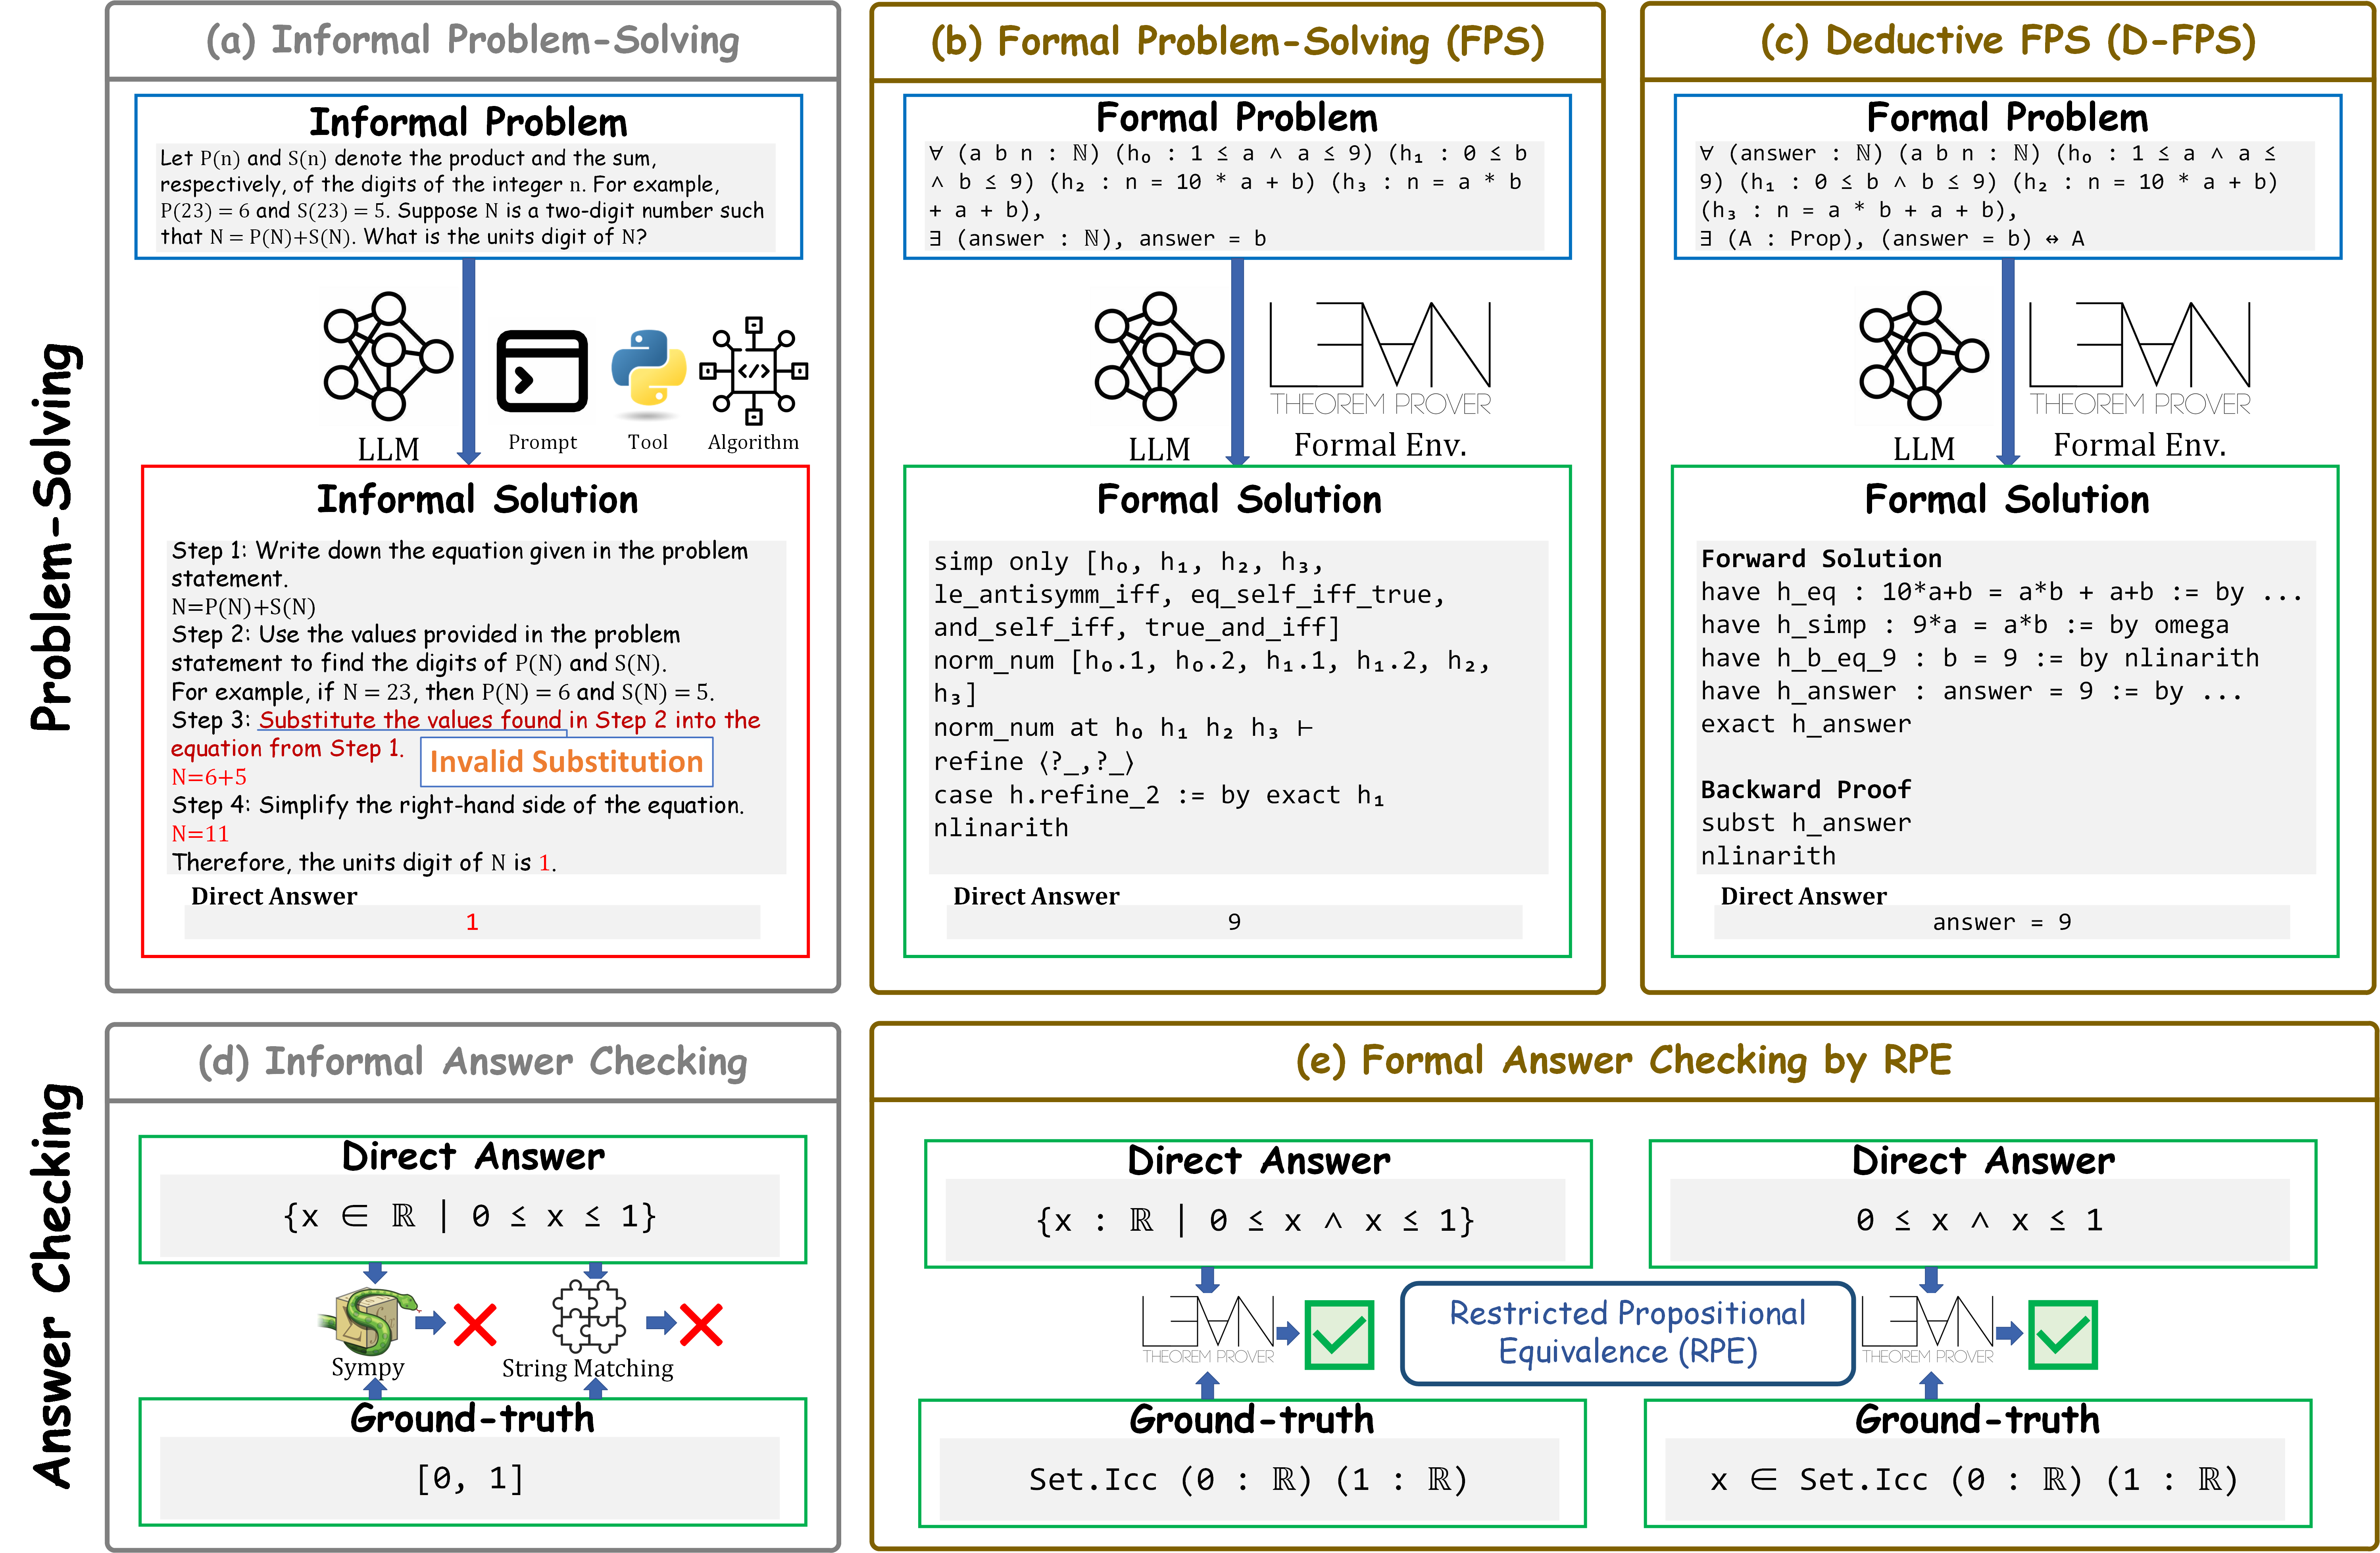 Problem-Solving
(a) Informal Problem-Solving
Informal Problem
Let P(n) and S(n) denote the product and the sum,
respectively, of the digits of the integer n. For example,
P(23) = 6 and S(23) = 5. Suppose N is a two-digit number such
that N = P(N)+S(N). What is the units digit of N?
LLM
Prompt
Tool
Algorithm
Informal Solution
Step 1: Write down the equation given in the problem
statement.
N=P(N)+S(N)
Step 2: Use the values provided in the problem
statement to find the digits of P(N) and S(N).
For example, if N = 23, then P(N) = 6 and S(N) = 5.
Step 3: Substitute the values found in Step 2 into the
equation from Step 1.
Invalid Substitution
N=6+5
Step 4: Simplify the right-hand side of the equation.
N=11
Therefore, the units digit of N is 1.
Direct Answer
1
(b) Formal Problem-Solving (FPS)
Formal Problem
∀ (a b n : ℕ) (h₀ : 1 ≤ a ∧ a ≤ 9) (h₁ : 0 ≤ b
∧ b ≤ 9) (h₂ : n = 10 * a + b) (h₃ : n = a * b
+ a + b),
∃ (answer : ℕ), answer = b
LLM
LEAN
THEOREM PROVER
Formal Env.
Formal Solution
simp only [h₀, h₁, h₂, h₃,
le_antisymm_iff, eq_self_iff_true,
and_self_iff, true_and_iff]
norm_num [h₀.1, h₀.2, h₁.1, h₁.2, h₂,
h₃]
norm_num at h₀ h₁ h₂ h₃ ⊢
refine ⟨?_,?_⟩
case h.refine_2 := by exact h₁
nlinarith
Direct Answer
9
(c) Deductive FPS (D-FPS)
Formal Problem
∀ (answer : ℕ) (a b n : ℕ) (h₀ : 1 ≤ a ∧ a ≤
9) (h₁ : 0 ≤ b ∧ b ≤ 9) (h₂ : n = 10 * a + b)
(h₃ : n = a * b + a + b),
∃ (A : Prop), (answer = b) ↔ A
LLM
LEAN
THEOREM PROVER
Formal Env.
Formal Solution
Forward Solution
have h_eq : 10*a+b = a*b + a+b := by ...
have h_simp : 9*a = a*b := by omega
have h_b_eq_9 : b = 9 := by nlinarith
have h_answer : answer = 9 := by ...
exact h_answer
Backward Proof
subst h_answer
nlinarith
Direct Answer
answer = 9
Answer Checking
(d) Informal Answer Checking
Direct Answer
{x ∈ ℝ | 0 ≤ x ≤ 1}
Sympy
String Matching
Ground-truth
[0, 1]
(e) Formal Answer Checking by RPE
Direct Answer
{x : ℝ | 0 ≤ x ∧ x ≤ 1}
LEAN
THEOREM PROVER
Ground-truth
Set.Icc (0 : ℝ) (1 : ℝ)
Restricted Propositional
Equivalence (RPE)
Direct Answer
0 ≤ x ∧ x ≤ 1
LEAN
THEOREM PROVER
Ground-truth
x ∈ Set.Icc (0 : ℝ) (1 : ℝ)